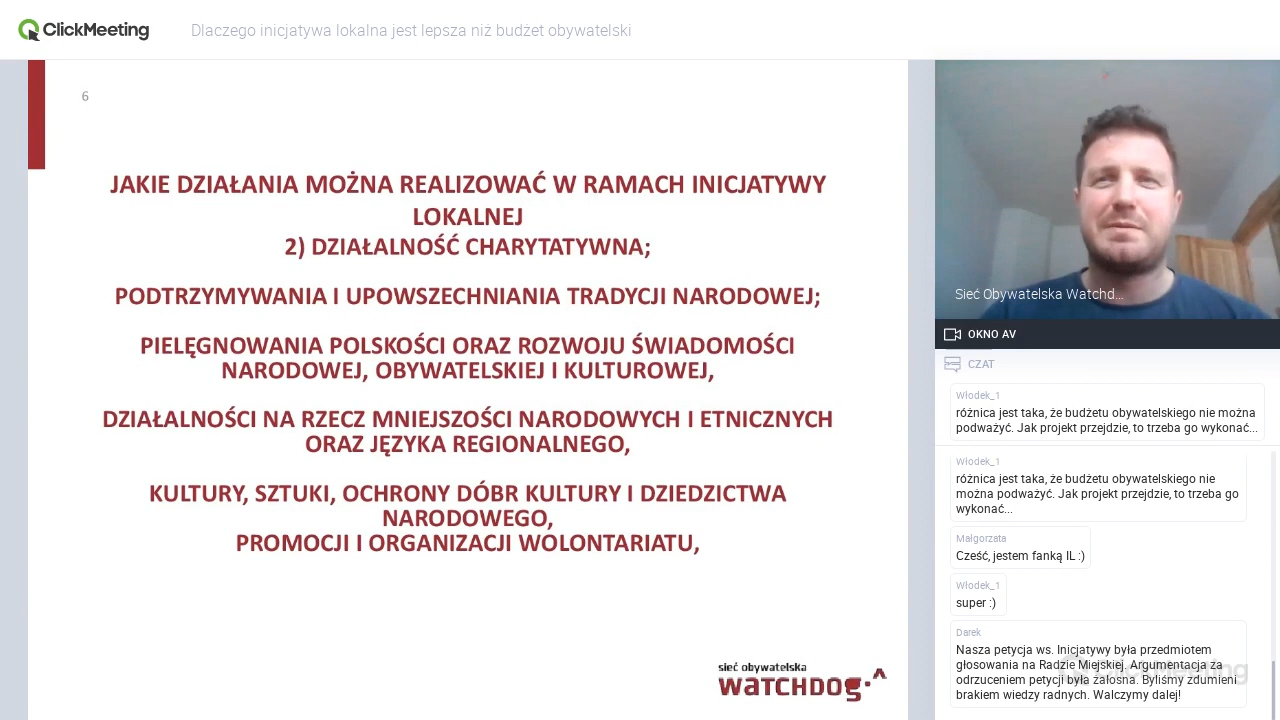 ClickMeeting
Dlaczego inicjatywa lokalna jest lepsza niż budżet obywatelski
6
JAKIE DZIAŁANIA MOŻNA REALIZOWAĆ W RAMACH INICJATYWY
LOKALNEJ
2) DZIAŁALNOŚĆ CHARYTATYWNA;
PODTRZYMYWANIA I UPOWSZECHNIANIA TRADYCJI NARODOWEJ;
PIELĘGNOWANIA POLSKOŚCI ORAZ ROZWOJU ŚWIADOMOŚCI
NARODOWEJ, OBYWATELSKIEJ I KULTUROWEJ,
DZIAŁALNOŚCI NA RZECZ MNIEJSZOŚCI NARODOWYCH I ETNICZNYCH
ORAZ JĘZYKA REGIONALNEGO,
KULTURY, SZTUKI, OCHRONY DÓBR KULTURY I DZIEDZICTWA
NARODOWEGO,
PROMOCJI I ORGANIZACJI WOLONTARIATU,
sieć obywatelska
WATCHDOG
Sieć Obywatelska Watchd...
OKNO AV
CZAT
Włodek_1
różnica jest taka, że budżetu obywatelskiego nie można
podważyć. Jak projekt przejdzie, to trzeba go wykonać...
Włodek_1
różnica jest taka, że budżetu obywatelskiego nie
można podważyć. Jak projekt przejdzie, to trzeba go
wykonać...
Małgorzata
Cześć, jestem fanką IL :)
Włodek_1
super :)
Darek
Nasza petycja ws. Inicjatywy była przedmiotem
głosowania na Radzie Miejskiej. Argumentacja za
odrzuceniem petycji była żałosna. Byliśmy zdumieni
brakiem wiedzy radnych. Walczymy dalej!
ClickMeeting